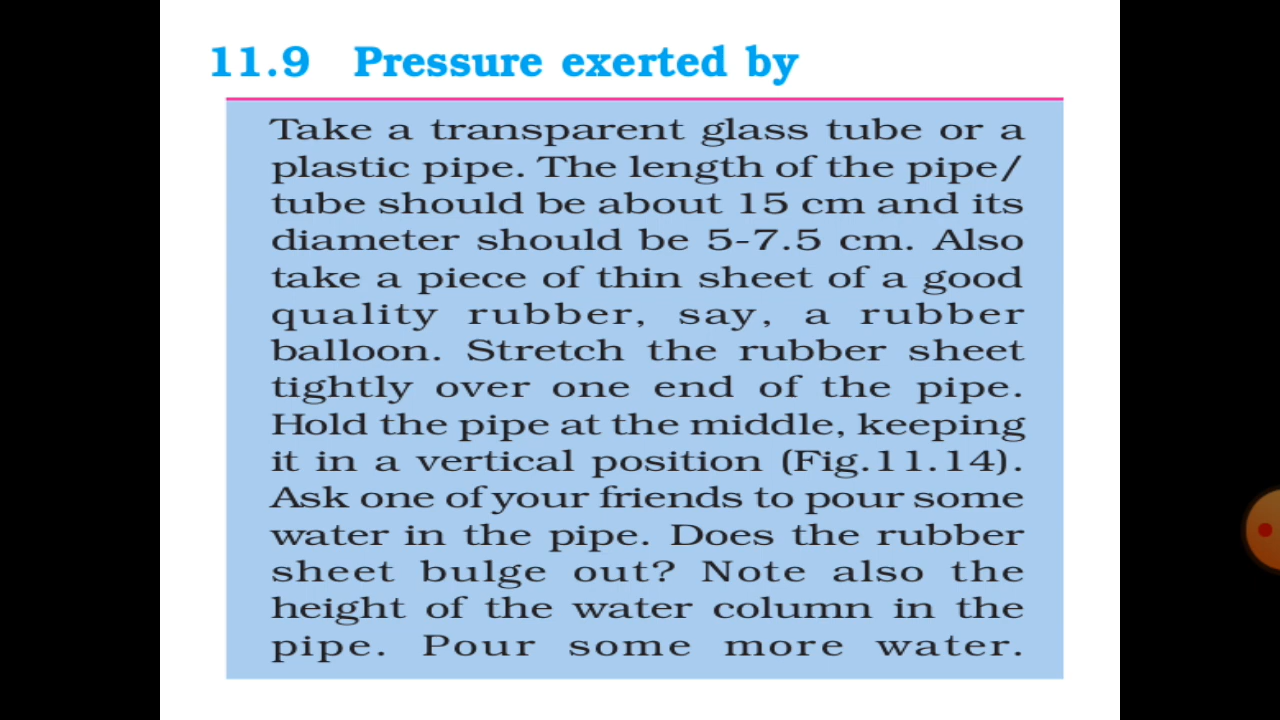 11.9 Pressure exerted by
Take a transparent glass tube or a
plastic pipe. The length of the pipe/
tube should be about 15 cm and its
diameter should be 5-7.5 cm. Also
take a piece of thin sheet of a good
quality rubber, say, a rubber
balloon. Stretch the rubber sheet
tightly over one end of the pipe.
Hold the pipe at the middle, keeping
it in a vertical position (Fig.11.14).
Ask one of your friends to pour some
water in the pipe. Does the rubber
sheet bulge out? Note also the
height of the water column in the
pipe. Pour some more water.